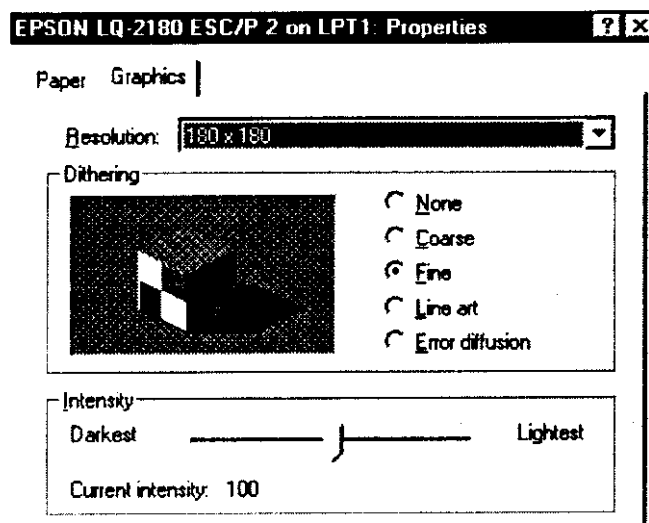 EPSON LQ-2180 ESC/P 2 on LPT1: Properties ? ×
Paper Graphics
Resolution: 180 x 180
Dithering
None
Coarse
Fine
Line art
Error diffusion
Intensity
Darkest Lightest
Current intensity: 100